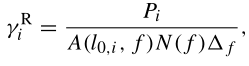 γ_i^R = P_i / (A(l_{0,i}, f)N(f)Δ_f),